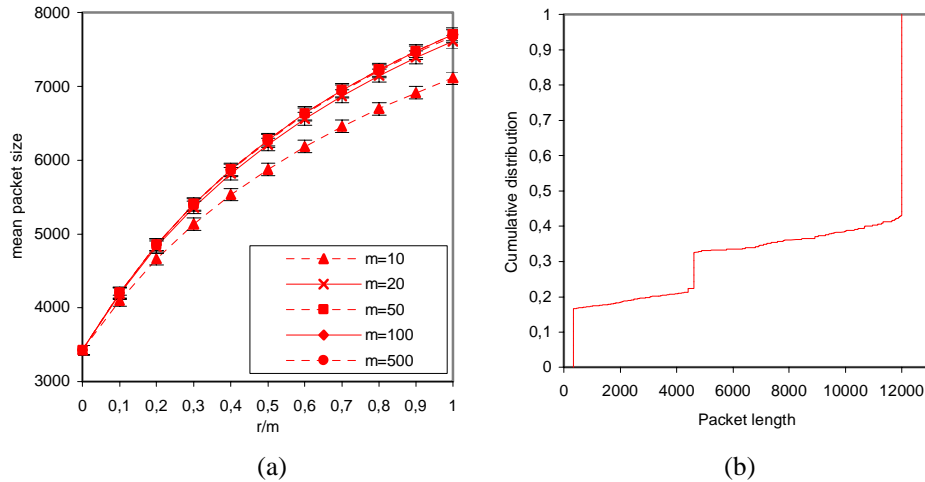 8000
7000
6000
5000
4000
3000
mean packet size
0 0,1 0,2 0,3 0,4 0,5 0,6 0,7 0,8 0,9 1
r/m
m=10
m=20
m=50
m=100
m=500
(a)
1
0,9
0,8
0,7
0,6
0,5
0,4
0,3
0,2
0,1
0
Cumulative distribution
0 2000 4000 6000 8000 10000 12000
Packet length
(b)